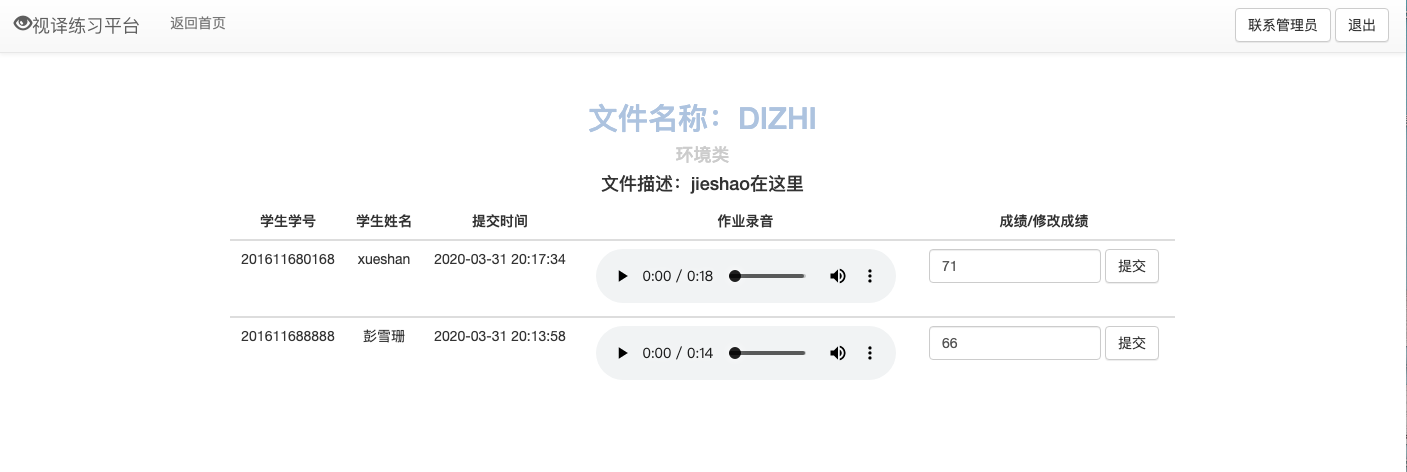 视译练习平台 返回首页 联系管理员 退出
文件名称：DIZHI
环境类
文件描述：jieshao在这里
学生学号 学生姓名 提交时间 作业录音 成绩/修改成绩
201611680168 xueshan 2020-03-31 20:17:34 0:00 / 0:18 71 提交
201611688888 彭雪珊 2020-03-31 20:13:58 0:00 / 0:14 66 提交